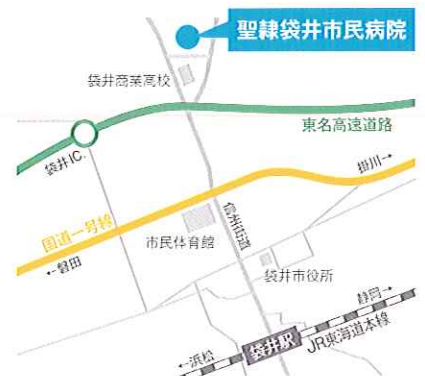 聖隷袋井市民病院
袋井商業高校
東名高速道路
袋井IC.
掛川→
国道一号線
信州街道
市民体育館
←磐田
袋井市役所
静岡→
袋井駅
JR東海道本線
←浜松